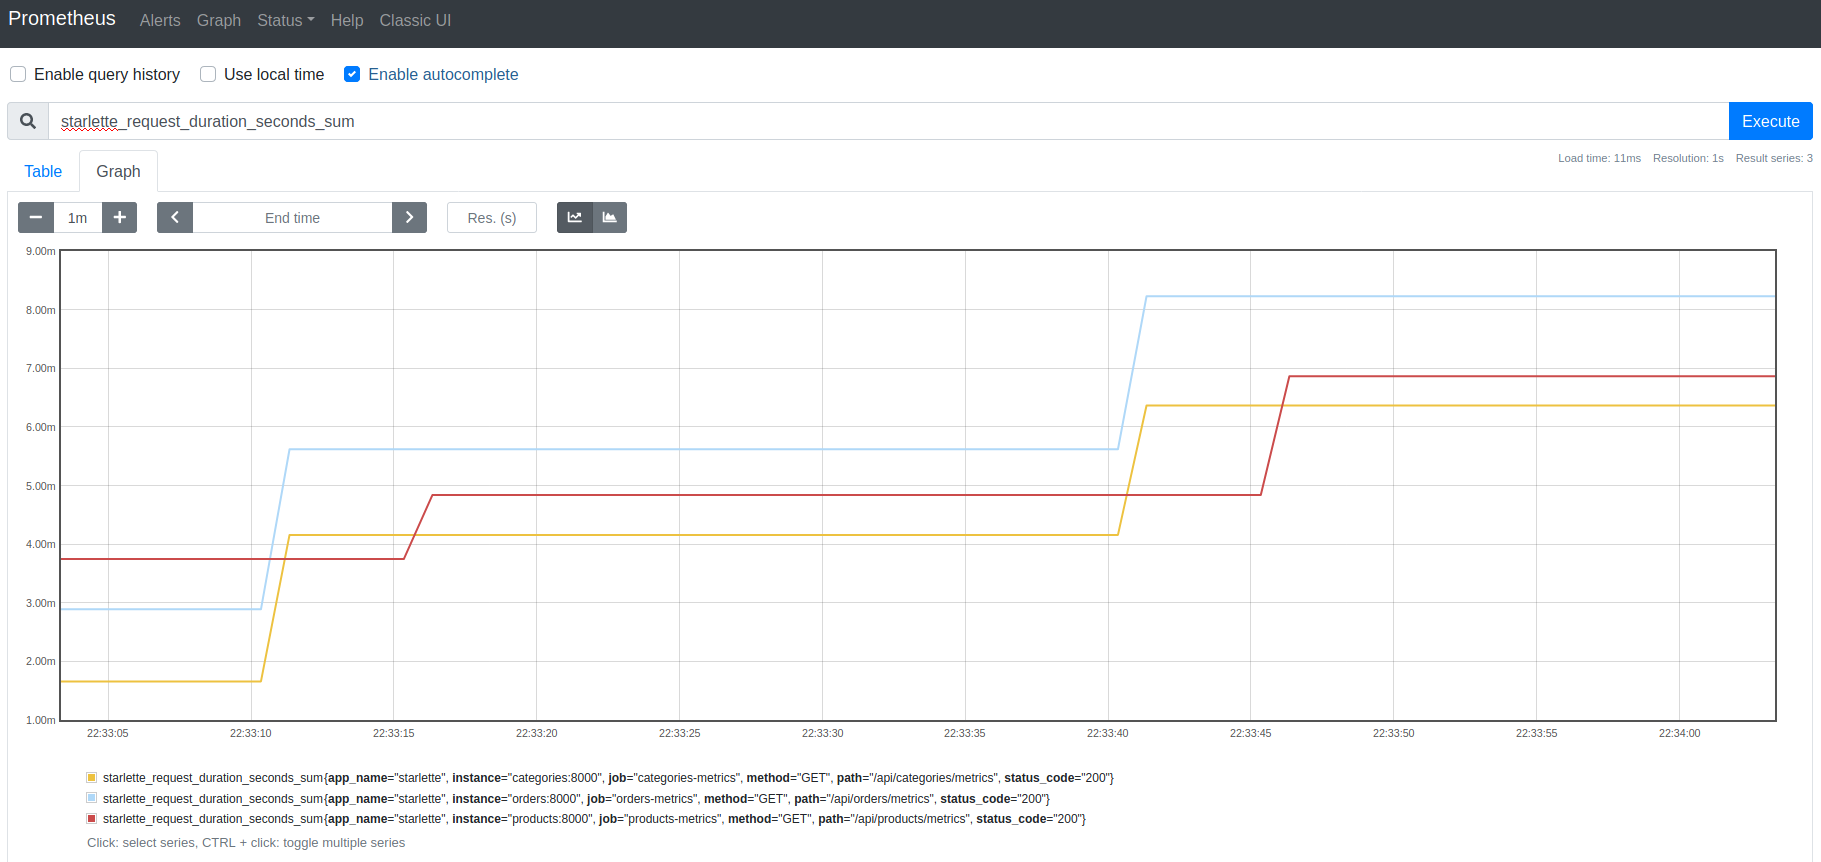 Prometheus Alerts Graph Status Help Classic UI
Enable query history Use local time Enable autocomplete
starlette_request_duration_seconds_sum Execute
Load time: 11ms Resolution: 1s Result series: 3
Table Graph
1m End time Res. (s)
9.00m
8.00m
7.00m
6.00m
5.00m
4.00m
3.00m
2.00m
1.00m
22:33:05 22:33:10 22:33:15 22:33:20 22:33:25 22:33:30 22:33:35 22:33:40 22:33:45 22:33:50 22:33:55 22:34:00
starlette_request_duration_seconds_sum{app_name="starlette", instance="categories:8000", job="categories-metrics", method="GET", path="/api/categories/metrics", status_code="200"}
starlette_request_duration_seconds_sum{app_name="starlette", instance="orders:8000", job="orders-metrics", method="GET", path="/api/orders/metrics", status_code="200"}
starlette_request_duration_seconds_sum{app_name="starlette", instance="products:8000", job="products-metrics", method="GET", path="/api/products/metrics", status_code="200"}
Click: select series, CTRL + click: toggle multiple series